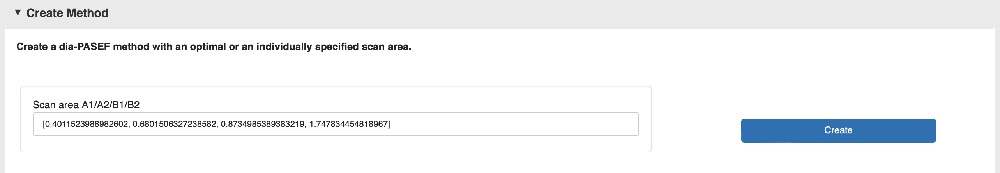 ▼ Create Method
Create a dia-PASEF method with an optimal or an individually specified scan area.
Scan area A1/A2/B1/B2
[0.4011523988982602, 0.6801506327238582, 0.8734985389383219, 1.747834454818967]
Create